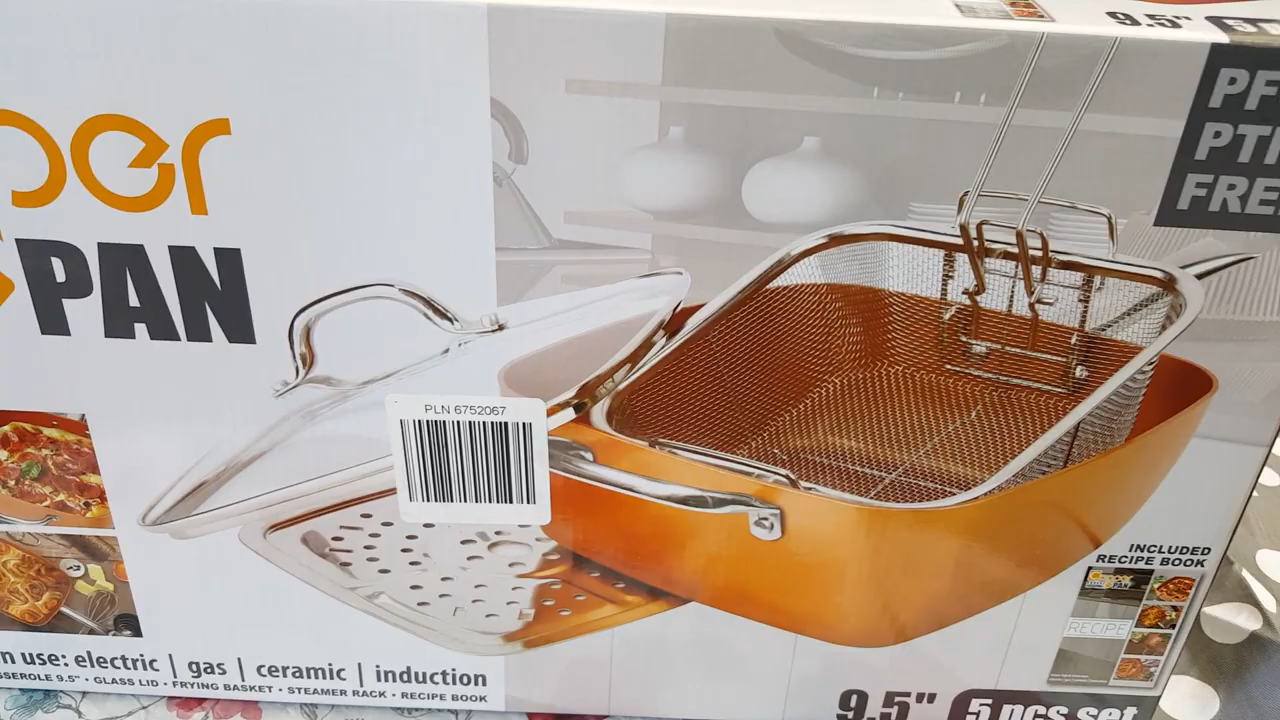 9.5"
per
PAN
PF
PT
FRE
PLN 6752067
INCLUDED
RECIPE BOOK
RECIPE
n use: electric | gas | ceramic | induction
SSEROLE 9.5" • GLASS LID • FRYING BASKET • STEAMER RACK • RECIPE BOOK
9.5" 5 pcs set